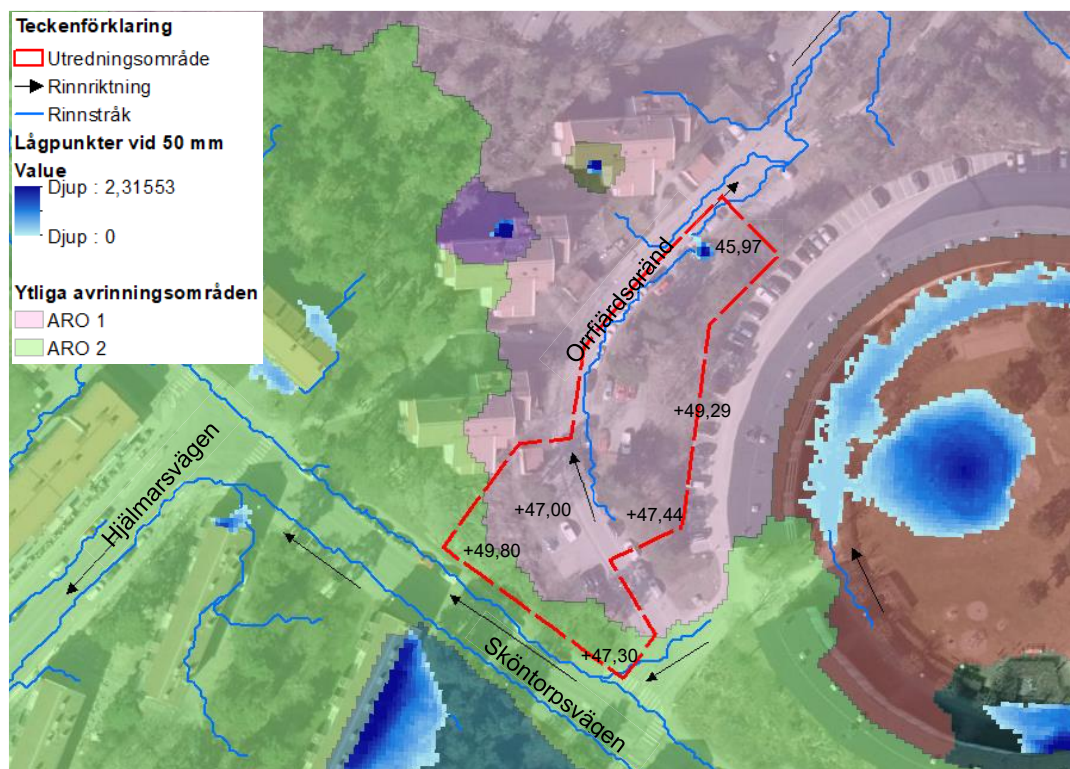 Teckenförklaring
Utredningsområde
Rinnriktning
Rinnstråk
Lågpunkter vid 50 mm
Value
Djup : 2,31553
Djup : 0
Ytliga avrinningsområden
ARO 1
ARO 2
45,97
Orrfjärdsgränd
+49,29
Hjälmarsvägen
+47,00
+47,44
+49,80
+47,30
Sköntorpsvägen